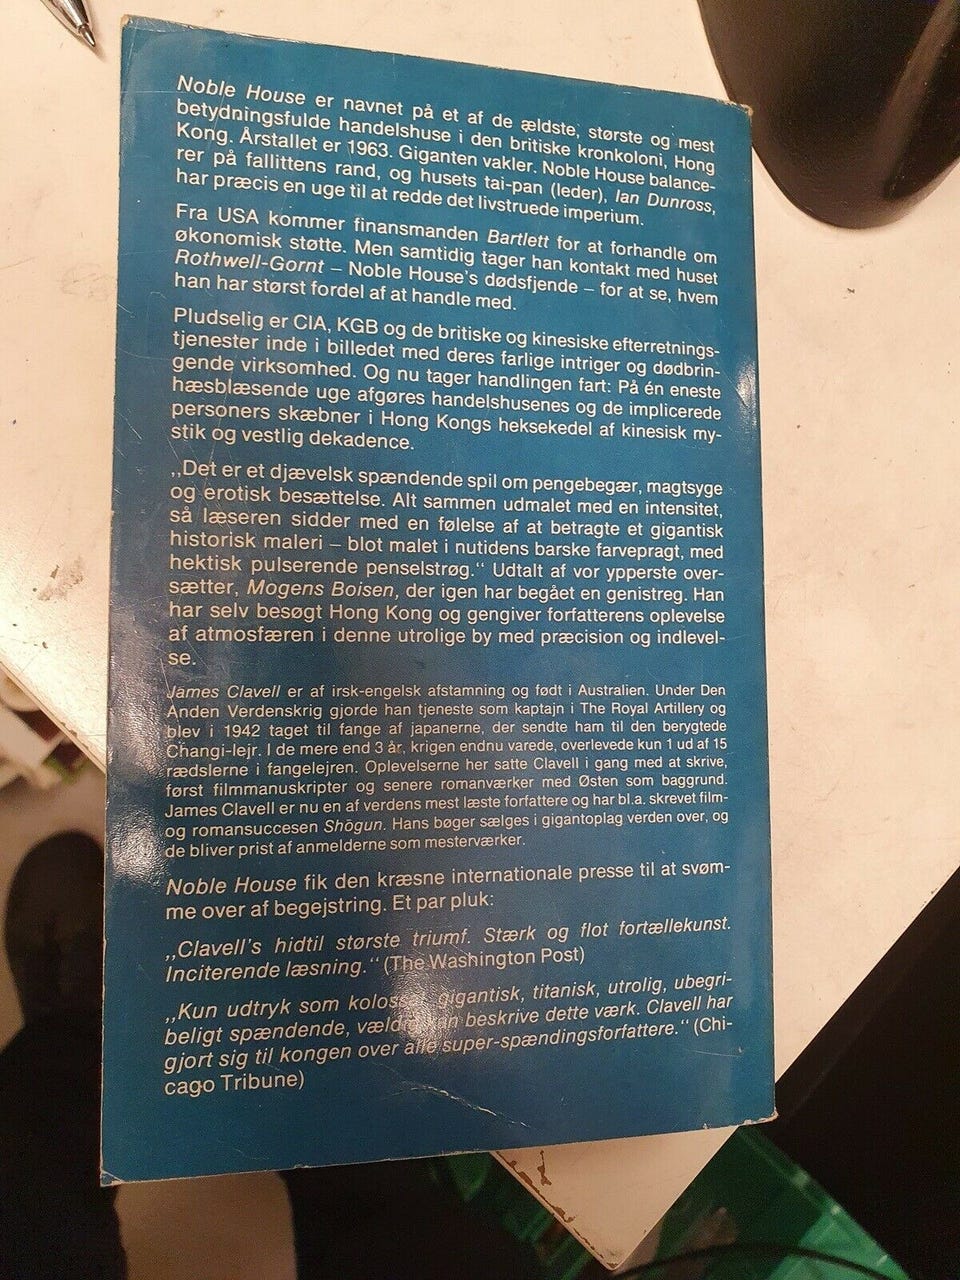 Noble House er navnet på et af de ældste, største og mest
betydningsfulde handelshuse i den britiske kronkoloni, Hong
Kong. Årstallet er 1963. Giganten vakler. Noble House balance-
rer på fallittens rand, og husets tai-pan (leder), Ian Dunross,
har præcis en uge til at redde det livstruede imperium.
Fra USA kommer finansmanden Bartlett for at forhandle om
økonomisk støtte. Men samtidig tager han kontakt med huset
Rothwell-Gornt – Noble House's dødsfjende – for at se, hvem
han har størst fordel af at handle med.
Pludselig er CIA, KGB og de britiske og kinesiske efterretnings-
tjenester inde i billedet med deres farlige intriger og dødbrin-
gende virksomhed. Og nu tager handlingen fart: På én eneste
hæsblæsende uge afgøres handelshusenes og de implicerede
personers skæbner i Hong Kongs heksekedel af kinesisk my-
stik og vestlig dekadence.
„Det er et djævelsk spændende spil om pengebegær, magtsyge
og erotisk besættelse. Alt sammen udmalet med en intensitet,
så læseren sidder med en følelse af at betragte et gigantisk
historisk maleri – blot malet i nutidens barske farvepragt, med
hektisk pulserende penselstrøg.“ Udtalt af vor ypperste over-
sætter, Mogens Boisen, der igen har begået en genistreg. Han
har selv besøgt Hong Kong og gengiver forfatterens oplevelse
af atmosfæren i denne utrolige by med præcision og indlevel-
se.
James Clavell er af irsk-engelsk afstamning og født i Australien. Under Den
Anden Verdenskrig gjorde han tjeneste som kaptajn i The Royal Artillery og
blev i 1942 taget til fange af japanerne, der sendte ham til den berygtede
Changi-lejr. I de mere end 3 år, krigen endnu varede, overlevede kun 1 ud af 15
rædslerne i fangelejren. Oplevelserne her satte Clavell i gang med at skrive,
først filmmanuskripter og senere romanværker med Østen som baggrund.
James Clavell er nu en af verdens mest læste forfattere og har bl.a. skrevet film-
og romansuccesen Shōgun. Hans bøger sælges i gigantoplag verden over, og
de bliver prist af anmelderne som mesterværker.
Noble House fik den kræsne internationale presse til at svøm-
me over af begejstring. Et par pluk:
„Clavell's hidtil største triumf. Stærk og flot fortællekunst.
Inciterende læsning.“ (The Washington Post)
„Kun udtryk som kolossal, gigantisk, titanisk, utrolig, ubegri-
beligt spændende, vældig kan beskrive dette værk. Clavell har
gjort sig til kongen over alle super-spændingsforfattere.“ (Chi-
cago Tribune)